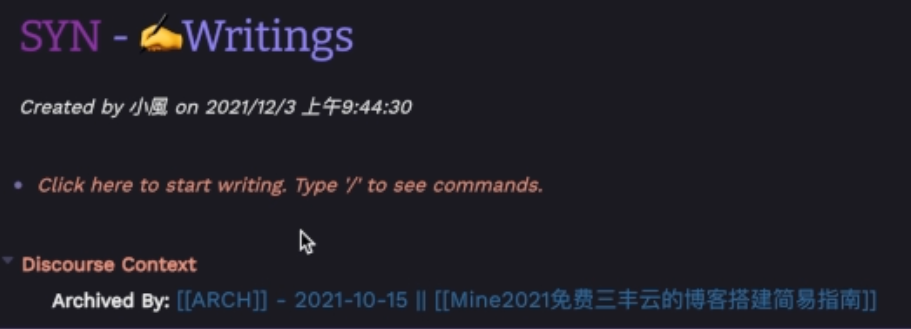 SYN - ✍️Writings
Created by 小風 on 2021/12/3 上午9:44:30
Click here to start writing. Type '/' to see commands.
Discourse Context
Archived By: [[ARCH]] - 2021-10-15 || [[Mine2021免费三丰云的博客搭建简易指南]]